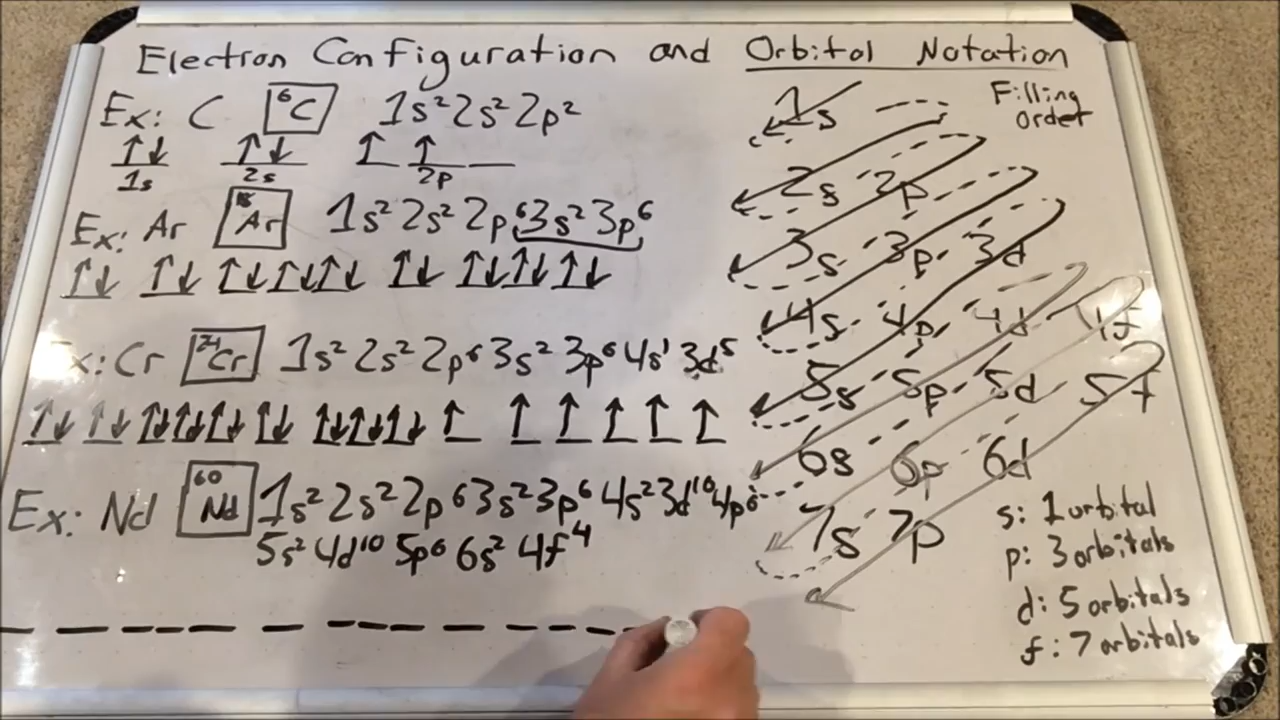 Electron Configuration and Orbital Notation
Ex: C ⁶C 1s² 2s² 2p²
↑↓ ↑↓ ↑ ↑
1s 2s 2p
Ex: Ar ¹⁸Ar 1s² 2s² 2p⁶ 3s² 3p⁶
↑↓ ↑↓ ↑↓↑↓↑↓ ↑↓ ↑↓↑↓↑↓
x: Cr ²⁴Cr 1s² 2s² 2p⁶ 3s² 3p⁶ 4s¹ 3d⁵
↑↓ ↑↓ ↑↓↑↓↑↓ ↑↓ ↑↓↑↓↑↓ ↑ ↑ ↑ ↑ ↑ ↑
Ex: Nd ⁶⁰Nd 1s² 2s² 2p⁶ 3s² 3p⁶ 4s² 3d¹⁰ 4p⁶
5s² 4d¹⁰ 5p⁶ 6s² 4f⁴
Filling
order
1s
2s 2p
3s 3p 3d
4s 4p 4d 4f
5s 5p 5d 5f
6s 6p 6d
7s 7p
s: 1 orbital
p: 3 orbitals
d: 5 orbitals
f: 7 orbitals